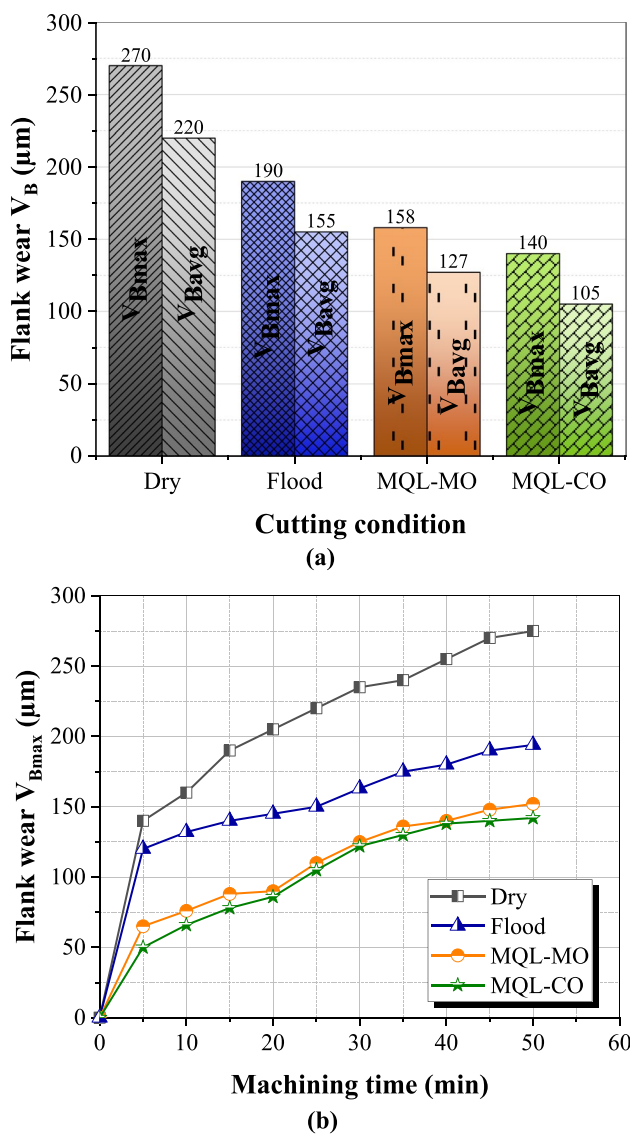 300
250
200
150
100
50
0
Flank wear V_B (μm)
270
220
190
155
158
127
140
105
V_Bmax
V_Bavg
V_Bmax
V_Bavg
V_Bmax
V_Bavg
V_Bmax
V_Bavg
Dry Flood MQL-MO MQL-CO
Cutting condition
(a)
300
250
200
150
100
50
0
Flank wear V_Bmax (μm)
Dry
Flood
MQL-MO
MQL-CO
0 10 20 30 40 50 60
Machining time (min)
(b)